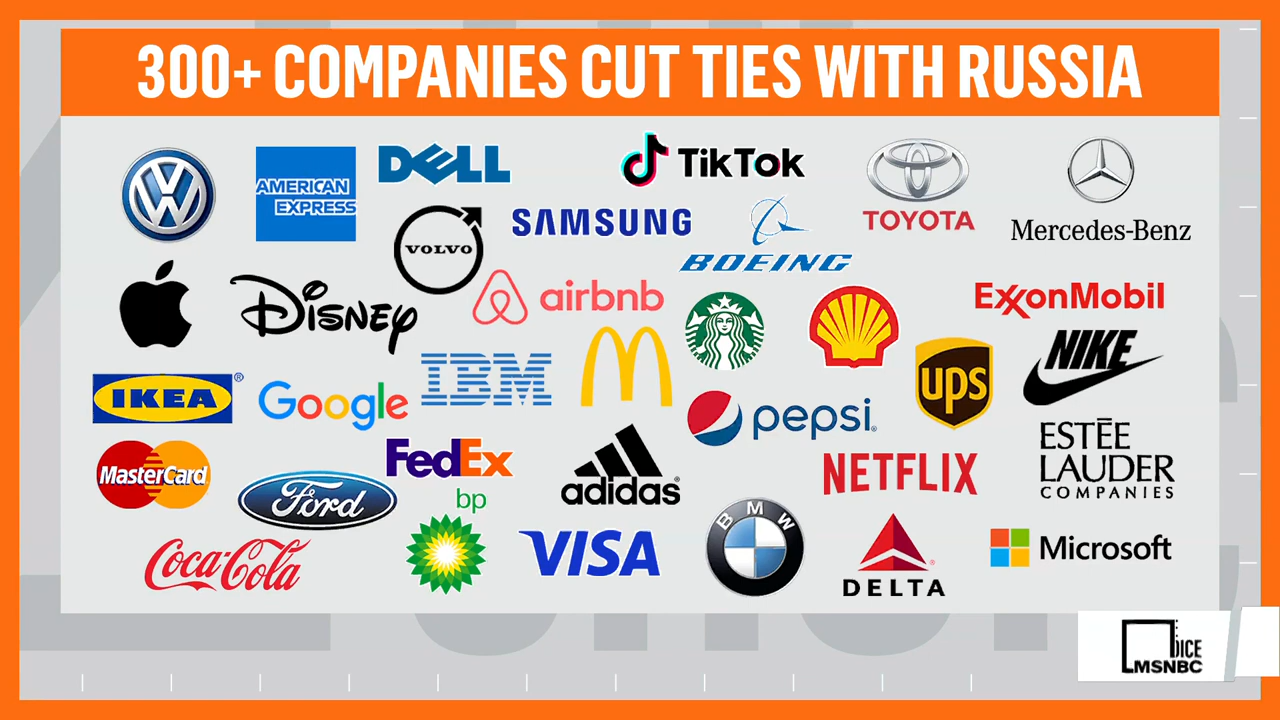 300+ COMPANIES CUT TIES WITH RUSSIA
VW
AMERICAN
EXPRESS
DELL
TikTok
TOYOTA
Mercedes-Benz
VOLVO
SAMSUNG
BOEING
Disney
airbnb
ExxonMobil
NIKE
IKEA®
Google
IBM
ups
pepsi®
MasterCard
Ford
FedEx
bp
adidas®
NETFLIX
ESTĒE
LAUDER
COMPANIES
Coca-Cola
VISA
BMW
DELTA
Microsoft
MSNBC